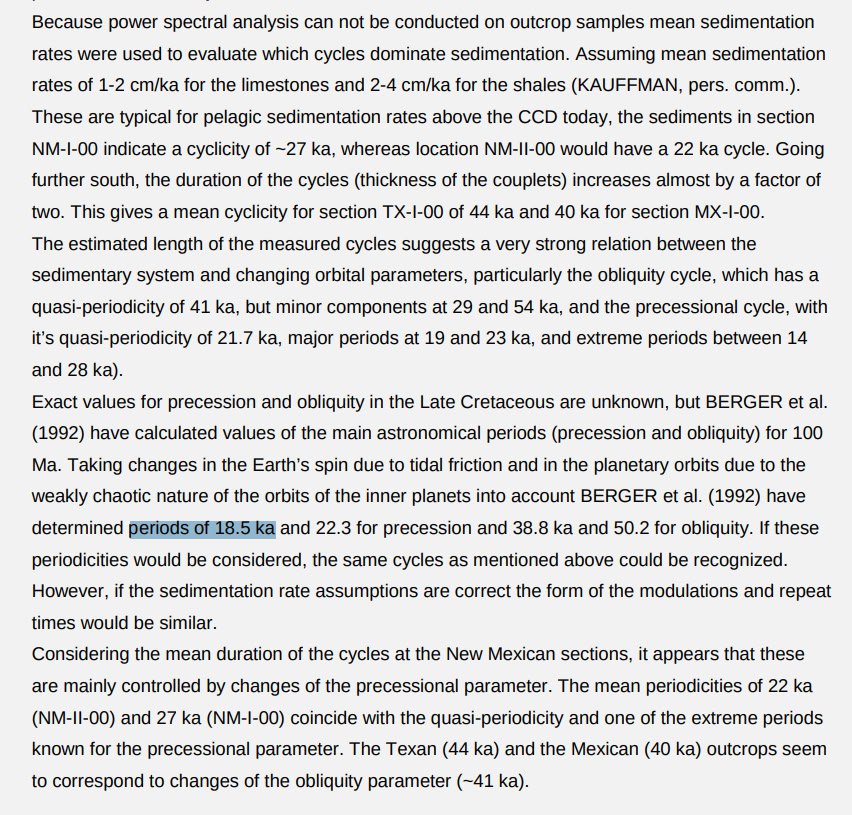 Because power spectral analysis can not be conducted on outcrop samples mean sedimentation
rates were used to evaluate which cycles dominate sedimentation. Assuming mean sedimentation
rates of 1-2 cm/ka for the limestones and 2-4 cm/ka for the shales (KAUFFMAN, pers. comm.).
These are typical for pelagic sedimentation rates above the CCD today, the sediments in section
NM-I-00 indicate a cyclicity of ~27 ka, whereas location NM-II-00 would have a 22 ka cycle. Going
further south, the duration of the cycles (thickness of the couplets) increases almost by a factor of
two. This gives a mean cyclicity for section TX-I-00 of 44 ka and 40 ka for section MX-I-00.
The estimated length of the measured cycles suggests a very strong relation between the
sedimentary system and changing orbital parameters, particularly the obliquity cycle, which has a
quasi-periodicity of 41 ka, but minor components at 29 and 54 ka, and the precessional cycle, with
it’s quasi-periodicity of 21.7 ka, major periods at 19 and 23 ka, and extreme periods between 14
and 28 ka).
Exact values for precession and obliquity in the Late Cretaceous are unknown, but BERGER et al.
(1992) have calculated values of the main astronomical periods (precession and obliquity) for 100
Ma. Taking changes in the Earth’s spin due to tidal friction and in the planetary orbits due to the
weakly chaotic nature of the orbits of the inner planets into account BERGER et al. (1992) have
determined periods of 18.5 ka and 22.3 for precession and 38.8 ka and 50.2 for obliquity. If these
periodicities would be considered, the same cycles as mentioned above could be recognized.
However, if the sedimentation rate assumptions are correct the form of the modulations and repeat
times would be similar.
Considering the mean duration of the cycles at the New Mexican sections, it appears that these
are mainly controlled by changes of the precessional parameter. The mean periodicities of 22 ka
(NM-II-00) and 27 ka (NM-I-00) coincide with the quasi-periodicity and one of the extreme periods
known for the precessional parameter. The Texan (44 ka) and the Mexican (40 ka) outcrops seem
to correspond to changes of the obliquity parameter (~41 ka).